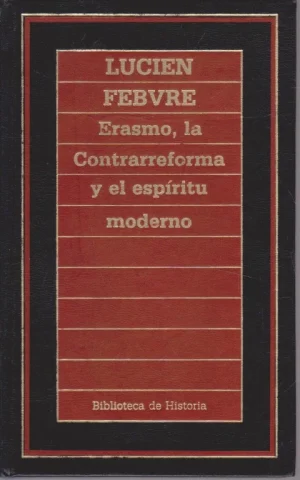 LUCIEN
FEBVRE
Erasmo, la
Contrarreforma
y el espíritu
moderno
Biblioteca de Historia